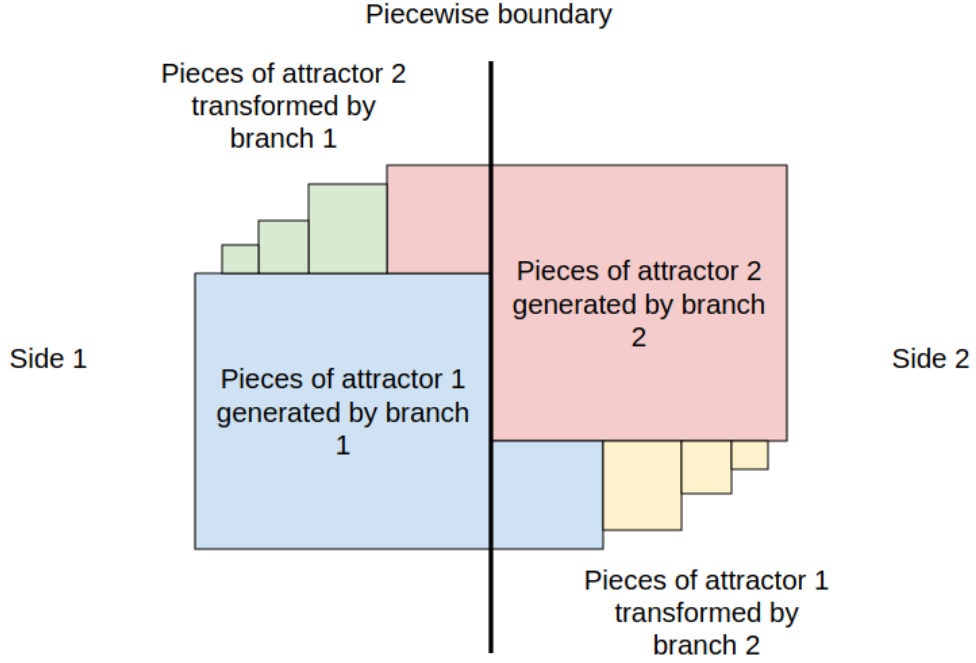 Piecewise boundary
Pieces of attractor 2
transformed by
branch 1
Pieces of attractor 2
generated by branch
2
Side 1
Side 2
Pieces of attractor 1
generated by branch
1
Pieces of attractor 1
transformed by
branch 2